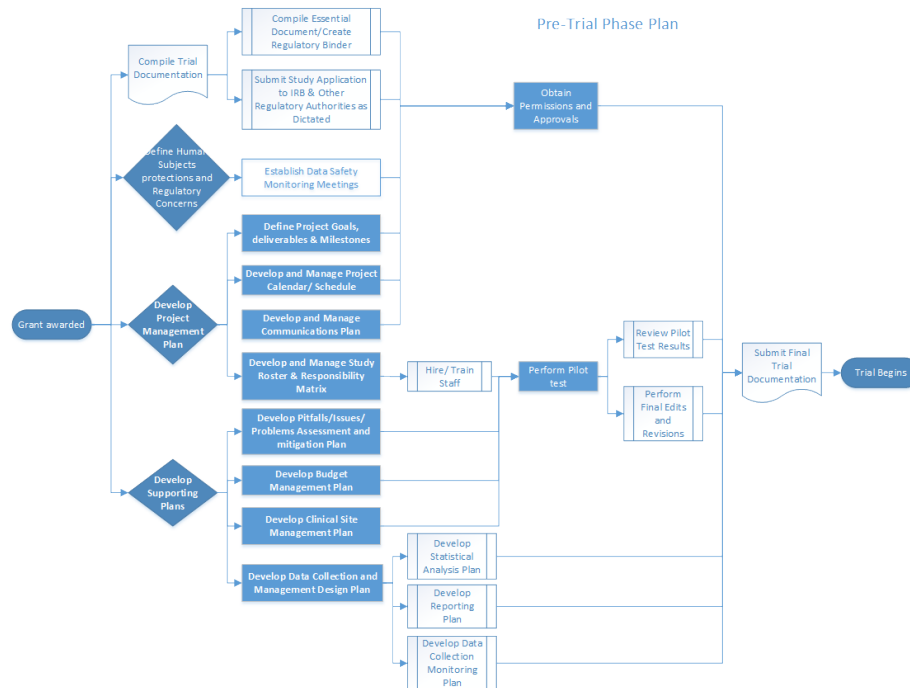 Pre-Trial Phase Plan
Compile Essential
Document/Create
Regulatory Binder
Compile Trial
Documentation
Submit Study Application
to IRB & Other
Regulatory Authorities as
Dictated
Obtain
Permissions and
Approvals
Define Human
Subjects
protections and
Regulatory
Concerns
Establish Data Safety
Monitoring Meetings
Define Project Goals,
deliverables & Milestones
Develop and Manage Project
Calendar/ Schedule
Develop
Project
Management
Plan
Grant awarded
Develop and Manage
Communications Plan
Review Pilot
Test Results
Submit Final
Trial
Documentation
Trial Begins
Develop and Manage Study
Roster & Responsibility
Matrix
Hire/ Train
Staff
Perform Pilot
test
Perform
Final Edits
and
Revisions
Develop Pitfalls/Issues/
Problems Assessment and
mitigation Plan
Develop Budget
Management Plan
Develop
Supporting
Plans
Develop Clinical Site
Management Plan
Develop
Statistical
Analysis Plan
Develop Data Collection and
Management Design Plan
Develop
Reporting
Plan
Develop Data
Collection
Monitoring
Plan